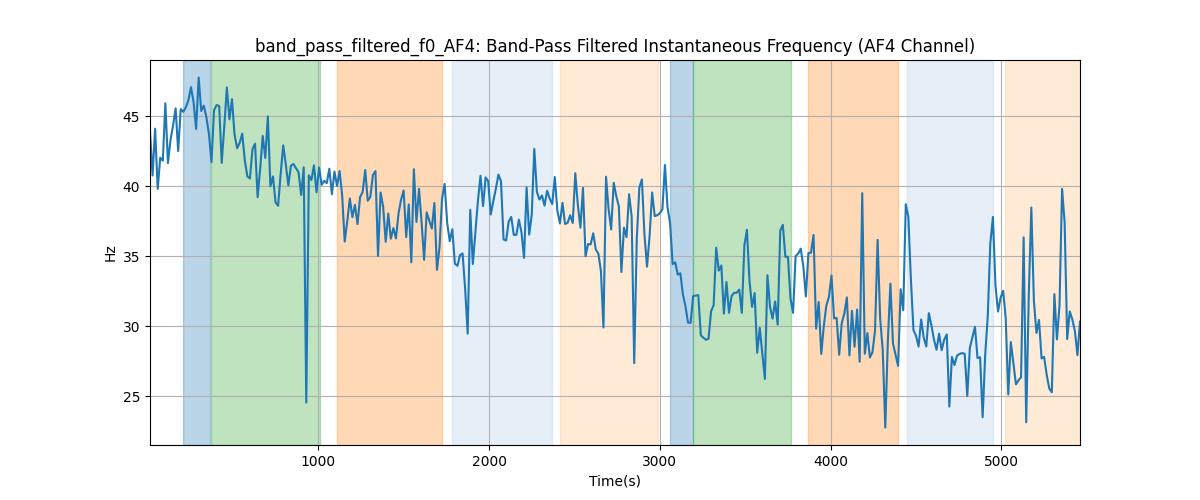 band_pass_filtered_f0_AF4: Band-Pass Filtered Instantaneous Frequency (AF4 Channel)
45
40
35
30
25
Hz
1000 2000 3000 4000 5000
Time(s)